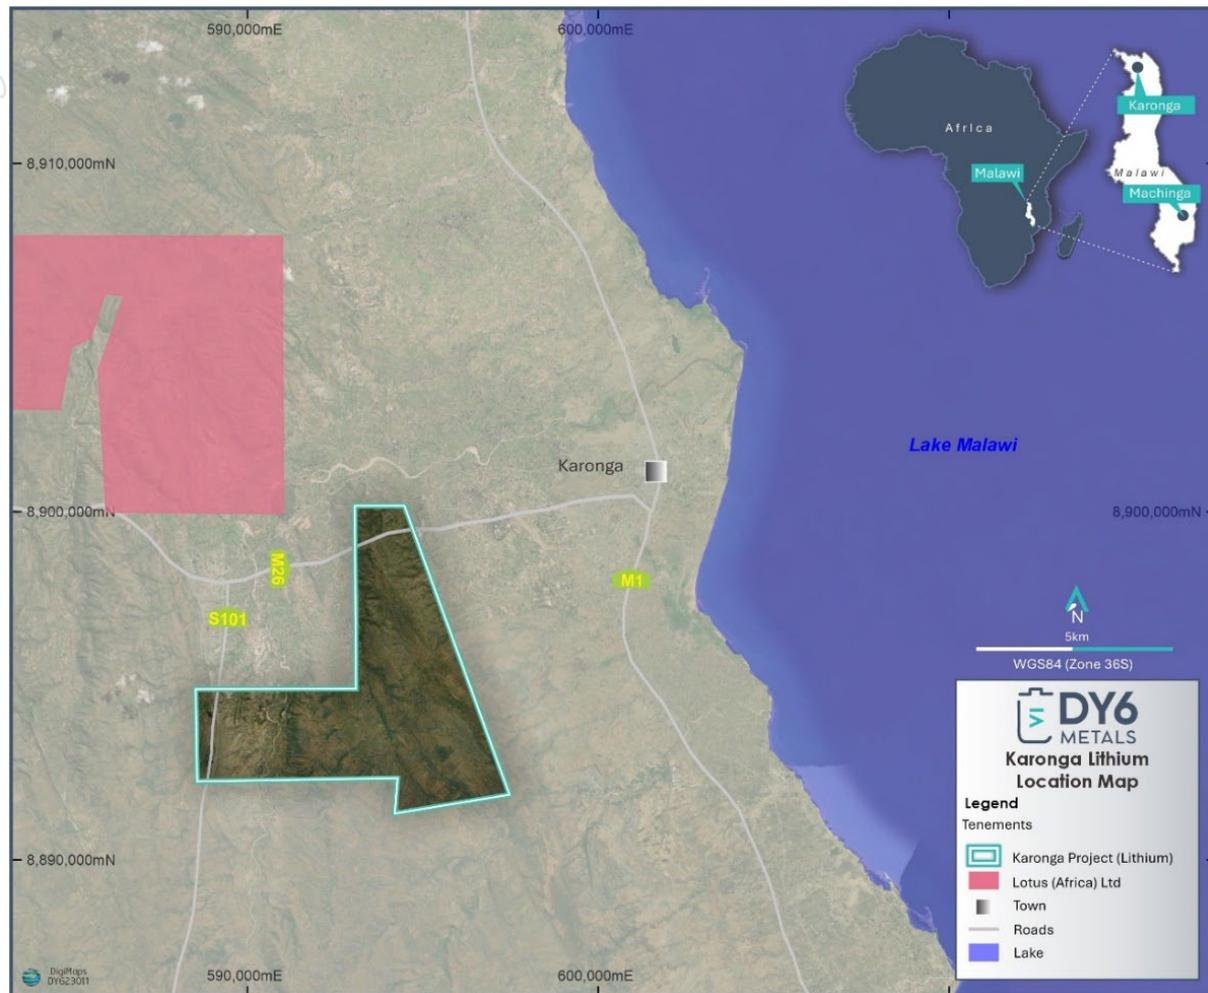 590,000mE
600,000mE
8,910,000mN
Africa
Karonga
Malawi
Malawi
Machinga
Lake Malawi
Karonga
8,900,000mN
8,900,000mN
M26
M1
S101
N
5km
WGS84 (Zone 36S)
DY6
METALS
Karonga Lithium
Location Map
Legend
Tenements
Karonga Project (Lithium)
Lotus (Africa) Ltd
Town
Roads
Lake
8,890,000mN
590,000mE
600,000mE
DigiMaps
DY623011